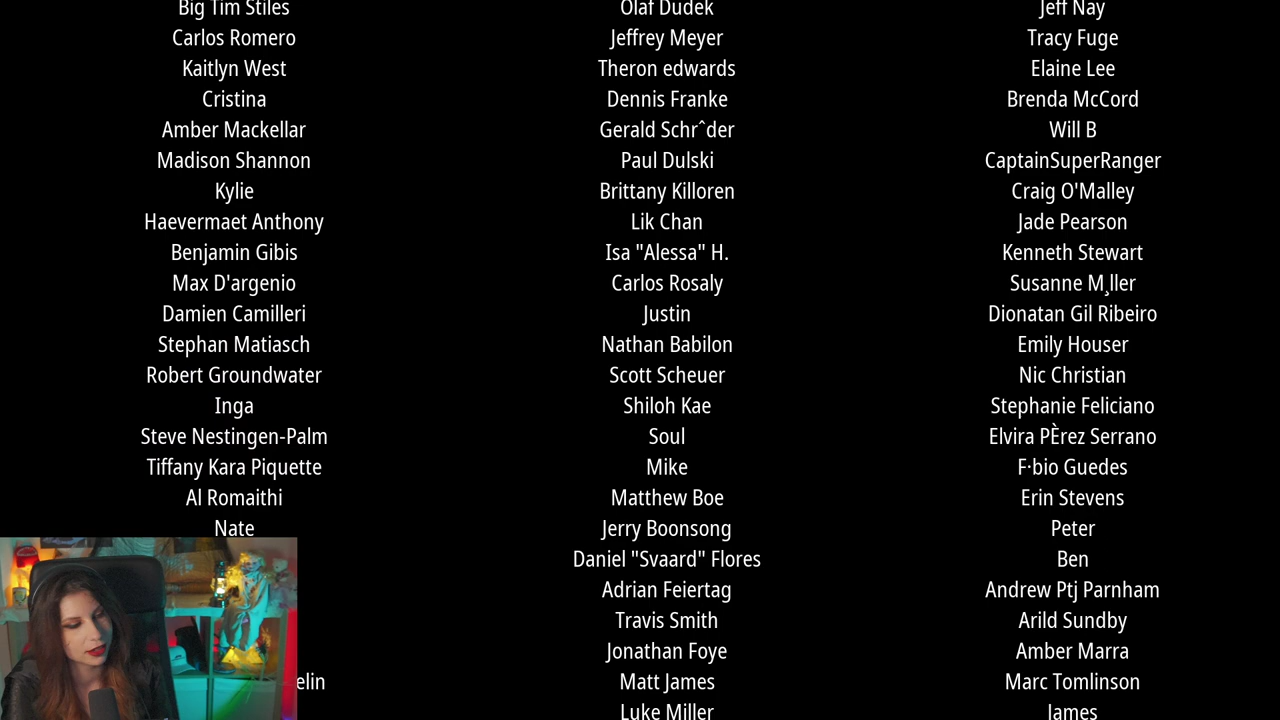 Big Tim Stiles
Carlos Romero
Kaitlyn West
Cristina
Amber Mackellar
Madison Shannon
Kylie
Haevermaet Anthony
Benjamin Gibis
Max D'argenio
Damien Camilleri
Stephan Matiasch
Robert Groundwater
Inga
Steve Nestingen-Palm
Tiffany Kara Piquette
Al Romaithi
Nate
elin
Olaf Dudek
Jeffrey Meyer
Theron edwards
Dennis Franke
Gerald Schrˆder
Paul Dulski
Brittany Killoren
Lik Chan
Isa "Alessa" H.
Carlos Rosaly
Justin
Nathan Babilon
Scott Scheuer
Shiloh Kae
Soul
Mike
Matthew Boe
Jerry Boonsong
Daniel "Svaard" Flores
Adrian Feiertag
Travis Smith
Jonathan Foye
Matt James
Luke Miller
Jeff Nay
Tracy Fuge
Elaine Lee
Brenda McCord
Will B
CaptainSuperRanger
Craig O'Malley
Jade Pearson
Kenneth Stewart
Susanne M¸ller
Dionatan Gil Ribeiro
Emily Houser
Nic Christian
Stephanie Feliciano
Elvira PÈrez Serrano
F·bio Guedes
Erin Stevens
Peter
Ben
Andrew Ptj Parnham
Arild Sundby
Amber Marra
Marc Tomlinson
James